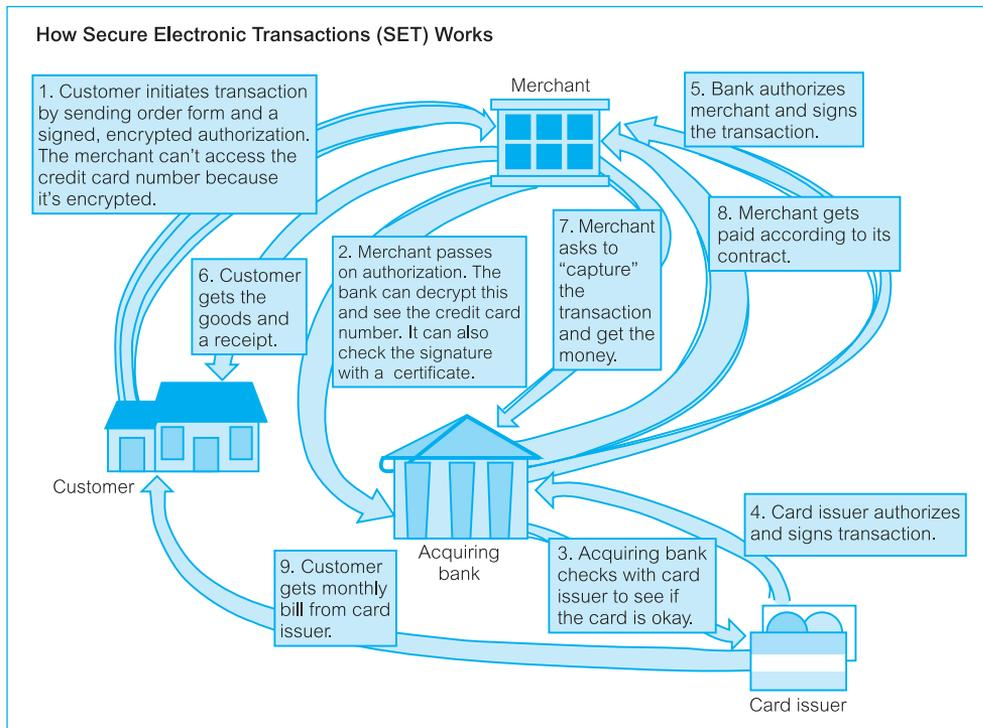 How Secure Electronic Transactions (SET) Works
1. Customer initiates transaction
by sending order form and a
signed, encrypted authorization.
The merchant can’t access the
credit card number because
it’s encrypted.
Merchant
5. Bank authorizes
merchant and signs
the transaction.
6. Customer
gets the
goods and
a receipt.
2. Merchant passes
on authorization. The
bank can decrypt this
and see the credit card
number. It can also
check the signature
with a certificate.
7. Merchant
asks to
“capture”
the
transaction
and get the
money.
8. Merchant gets
paid according to its
contract.
Customer
Acquiring
bank
4. Card issuer authorizes
and signs transaction.
3. Acquiring bank
checks with card
issuer to see if
the card is okay.
9. Customer
gets monthly
bill from card
issuer.
Card issuer